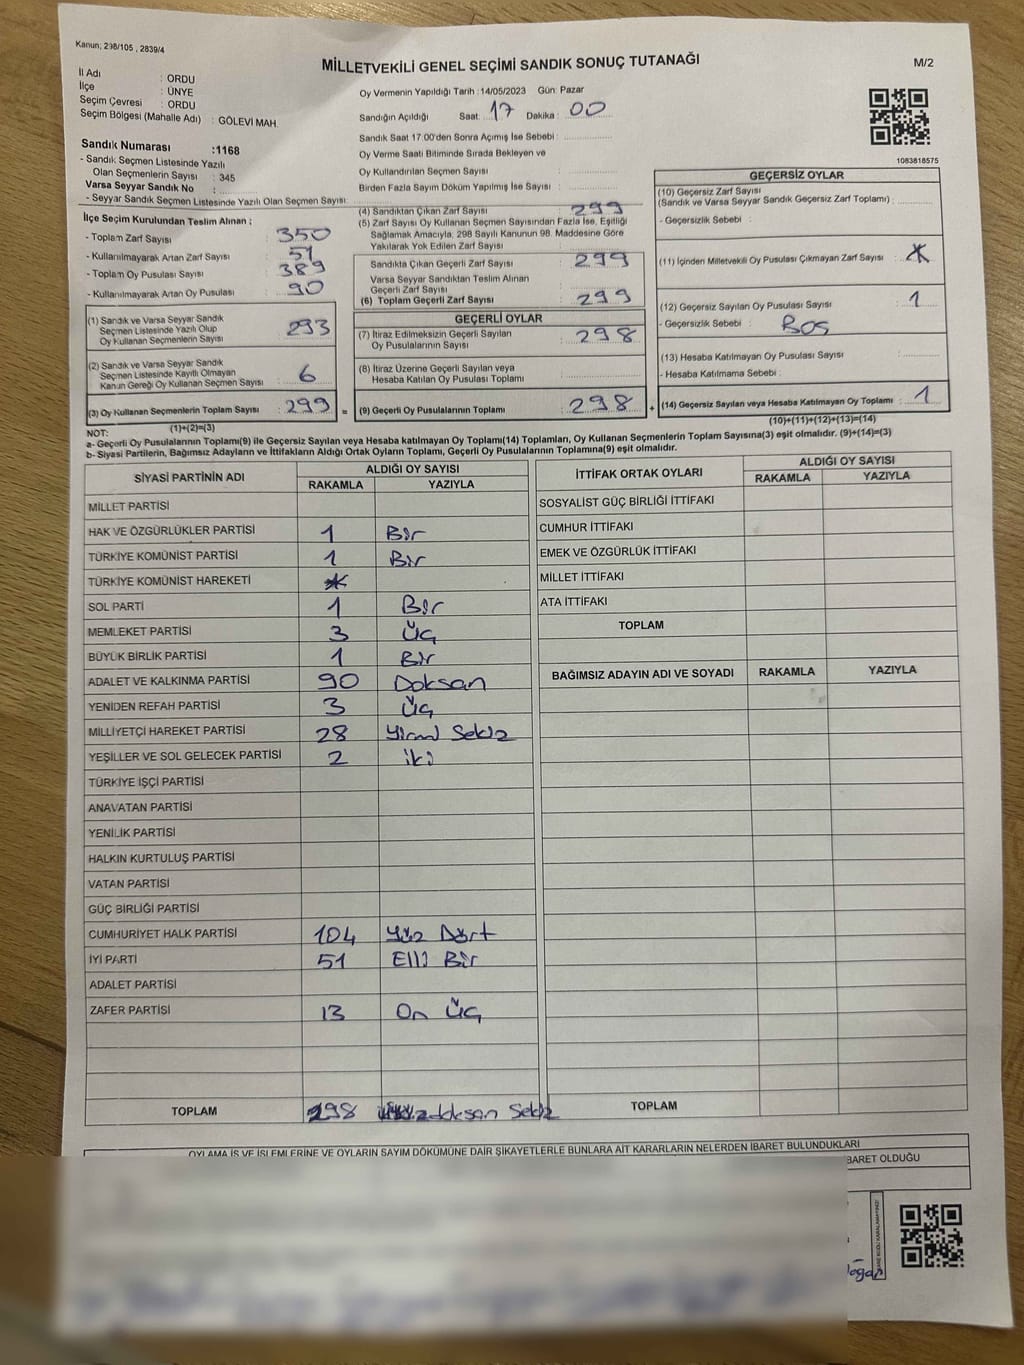 Kanun; 298/105 , 2839/4
MİLLETVEKİLİ GENEL SEÇİMİ SANDIK SONUÇ TUTANAĞI
M/2
İl Adı : ORDU
İlçe : ÜNYE
Seçim Çevresi : ORDU
Seçim Bölgesi (Mahalle Adı) : GÖLEVİ MAH.
Sandık Numarası :1168
- Sandık Seçmen Listesinde Yazılı
Olan Seçmenlerin Sayısı : 345
Varsa Seyyar Sandık No :
- Seyyar Sandık Seçmen Listesinde Yazılı Olan Seçmen Sayısı:
Oy Vermenin Yapıldığı Tarih :14/05/2023 Gün: Pazar
Sandığın Açıldığı Saat: 17 Dakika: 00
Sandık Saat 17:00'den Sonra Açımış İse Sebebi :
Oy Verme Saati Bitiminde Sırada Bekleyen ve
Oy Kullandırılan Seçmen Sayısı :
Birden Fazla Sayım Döküm Yapılmış İse Sayısı :
1083818575
İlçe Seçim Kurulundan Teslim Alınan ;
- Toplam Zarf Sayısı : 350
- Kullanılmayarak Artan Zarf Sayısı : 51
- Toplam Oy Pusulası Sayısı : 389
- Kullanılmayarak Artan Oy Pusulası : 90
(1) Sandık ve Varsa Seyyar Sandık
Seçmen Listesinde Yazılı Olup
Oy Kullanan Seçmenlerin Sayısı : 293
(2) Sandık ve Varsa Seyyar Sandık
Seçmen Listesinde Kayıtlı Olmayan
Kanun Gereği Oy Kullanan Seçmen Sayısı : 6
(3) Oy Kullanan Seçmenlerin Toplam Sayısı : 299 =
(1)+(2)=(3)
(4) Sandıktan Çıkan Zarf Sayısı : 299
(5) Zarf Sayısı Oy Kullanan Seçmen Sayısından Fazla İse, Eşitliği
Sağlamak Amacıyla, 298 Sayılı Kanunun 98. Maddesine Göre
Yakılarak Yok Edilen Zarf Sayısı :
Sandıkta Çıkan Geçerli Zarf Sayısı : 299
Varsa Seyyar Sandıktan Teslim Alınan
Geçerli Zarf Sayısı :
(6) Toplam Geçerli Zarf Sayısı : 299
GEÇERLİ OYLAR
(7) İtiraz Edilmeksizin Geçerli Sayılan
Oy Pusulalarının Sayısı : 298
(8) İtiraz Üzerine Geçerli Sayılan veya
Hesaba Katılan Oy Pusulası Toplamı :
(9) Geçerli Oy Pusulalarının Toplamı : 298 +
GEÇERSİZ OYLAR
(10) Geçersiz Zarf Sayısı
(Sandık ve Varsa Seyyar Sandık Geçersiz Zarf Toplamı) :
- Geçersizlik Sebebi :
(11) İçinden Milletvekili Oy Pusulası Çıkmayan Zarf Sayısı :
(12) Geçersiz Sayılan Oy Pusulası Sayısı : 1
- Geçersizlik Sebebi : Boş
(13) Hesaba Katılmayan Oy Pusulası Sayısı :
- Hesaba Katılmama Sebebi :
(14) Geçersiz Sayılan veya Hesaba Katılmayan Oy Toplamı : 1
(10)+(11)+(12)+(13)=(14)
NOT:
a- Geçerli Oy Pusulalarının Toplamı(9) ile Geçersiz Sayılan veya Hesaba katılmayan Oy Toplamı(14) Toplamları, Oy Kullanan Seçmenlerin Toplam Sayısına(3) eşit olmalıdır. (9)+(14)=(3)
b- Siyasi Partilerin, Bağımsız Adayların ve İttifakların Aldığı Ortak Oyların Toplamı, Geçerli Oy Pusulalarının Toplamına(9) eşit olmalıdır.
SİYASİ PARTİNİN ADI ALDIĞI OY SAYISI
RAKAMLA YAZIYLA
MİLLET PARTİSİ
HAK VE ÖZGÜRLÜKLER PARTİSİ 1 Bir
TÜRKİYE KOMÜNİST PARTİSİ 1 Bir
TÜRKİYE KOMÜNİST HAREKETİ
SOL PARTİ 1 Bir
MEMLEKET PARTİSİ 3 Üç
BÜYÜK BİRLİK PARTİSİ 1 Bir
ADALET VE KALKINMA PARTİSİ 90 Doksan
YENİDEN REFAH PARTİSİ 3 Üç
MİLLİYETÇİ HAREKET PARTİSİ 28 Yirmi Sekiz
YEŞİLLER VE SOL GELECEK PARTİSİ 2 iki
TÜRKİYE İŞÇİ PARTİSİ
ANAVATAN PARTİSİ
YENİLİK PARTİSİ
HALKIN KURTULUŞ PARTİSİ
VATAN PARTİSİ
GÜÇ BİRLİĞİ PARTİSİ
CUMHURİYET HALK PARTİSİ 104 Yüz Dört
İYİ PARTİ 51 Elli Bir
ADALET PARTİSİ
ZAFER PARTİSİ 13 On Üç
TOPLAM 298 doksan Sekiz
İTTİFAK ORTAK OYLARI ALDIĞI OY SAYISI
RAKAMLA YAZIYLA
SOSYALİST GÜÇ BİRLİĞİ İTTİFAKI
CUMHUR İTTİFAKI
EMEK VE ÖZGÜRLÜK İTTİFAKI
MİLLET İTTİFAKI
ATA İTTİFAKI
TOPLAM
BAĞIMSIZ ADAYIN ADI VE SOYADI RAKAMLA YAZIYLA
TOPLAM
OYLAMA İŞ VE İŞLEMLERİNE VE OYLARIN SAYIM DÖKÜMÜNE DAİR ŞİKAYETLERLE BUNLARA AİT KARARLARIN NELERDEN İBARET BULUNDUKLARI
BARET OLDUĞU